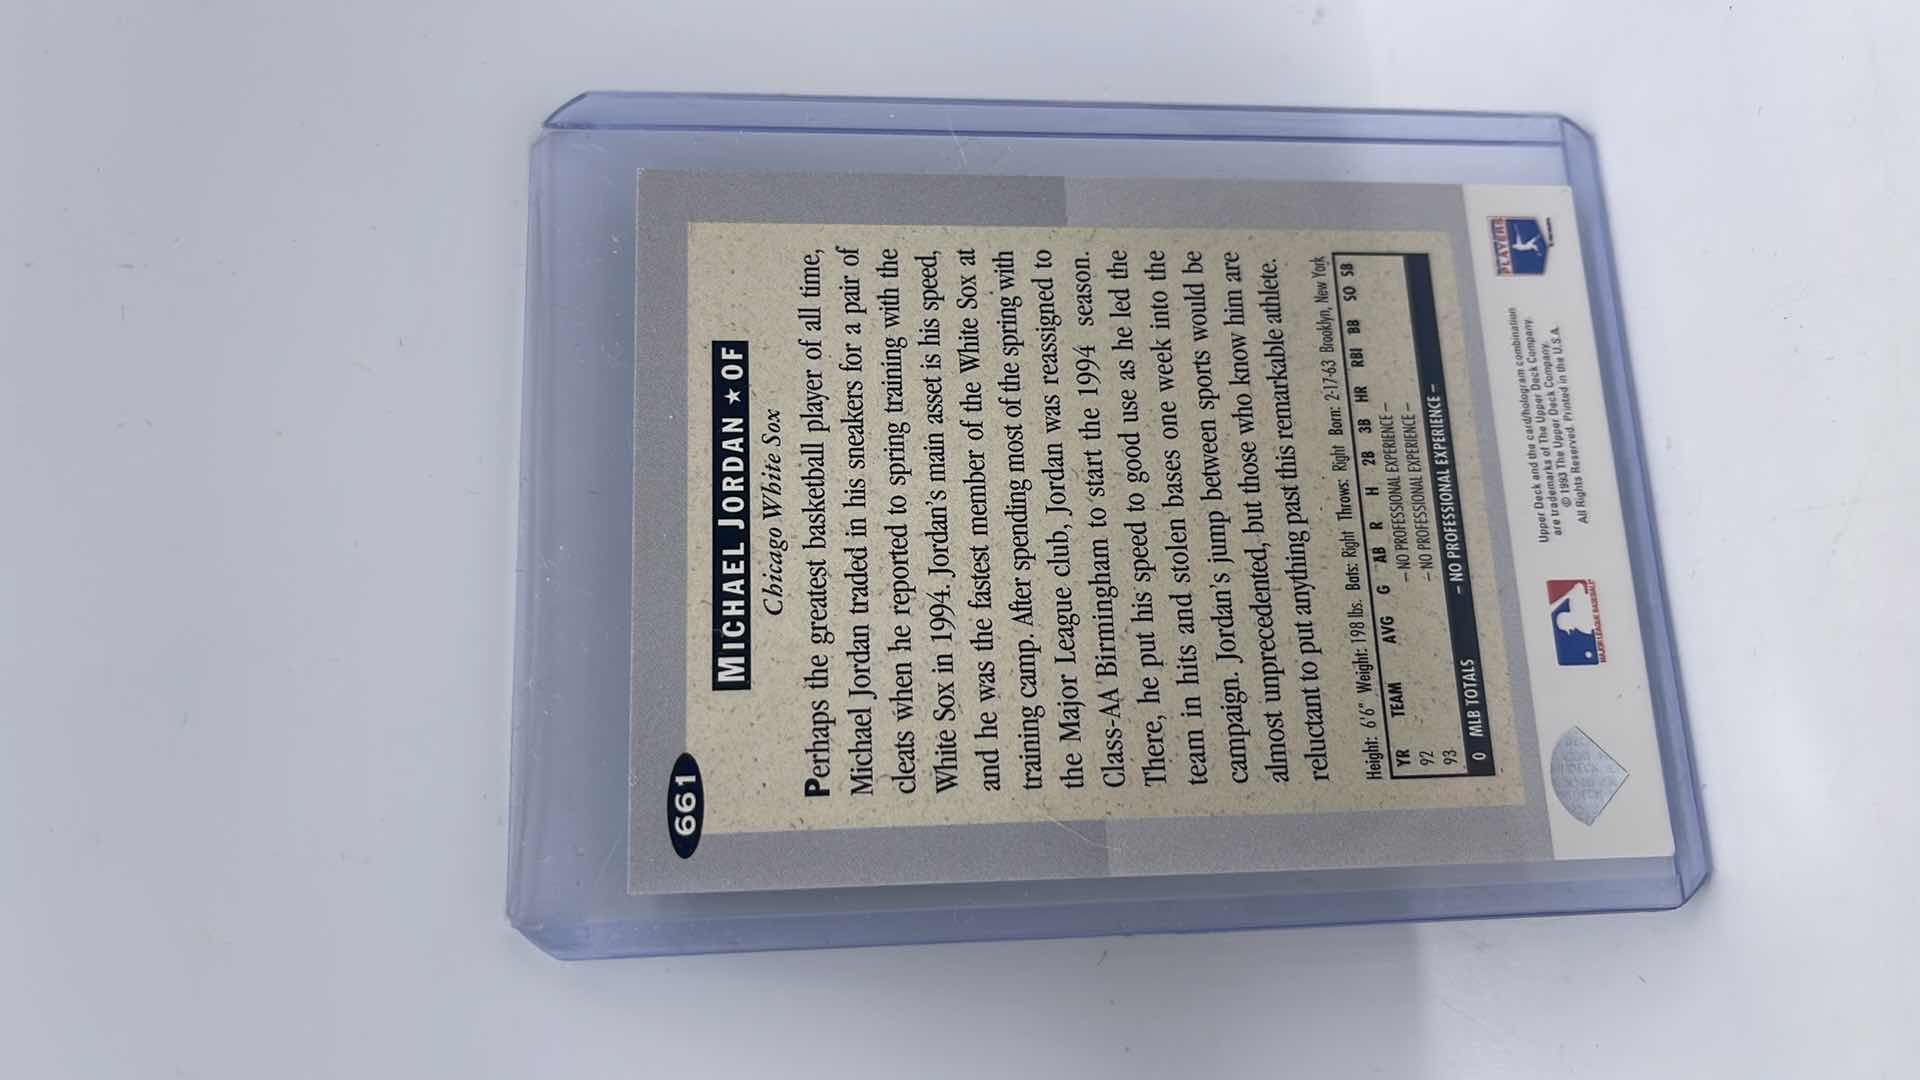 661
MICHAEL JORDAN ★ OF
Chicago White Sox
Perhaps the greatest basketball player of all time,
Michael Jordan traded in his sneakers for a pair of
cleats when he reported to spring training with the
White Sox in 1994. Jordan's main asset is his speed,
and he was the fastest member of the White Sox at
training camp. After spending most of the spring with
the Major League club, Jordan was reassigned to
Class-AA Birmingham to start the 1994 season.
There, he put his speed to good use as he led the
team in hits and stolen bases one week into the
campaign. Jordan's jump between sports would be
almost unprecedented, but those who know him are
reluctant to put anything past this remarkable athlete.
Height: 6'6" Weight: 198 lbs. Bats: Right Throws: Right Born: 2-17-63 Brooklyn, New York
YR TEAM AVG G AB R H 2B 3B HR RBI BB SO SB
92 – NO PROFESSIONAL EXPERIENCE –
93 – NO PROFESSIONAL EXPERIENCE –
0 MLB TOTALS – NO PROFESSIONAL EXPERIENCE –
MAJOR LEAGUE BASEBALL
Upper Deck and the card/hologram combination
are trademarks of The Upper Deck Company.
© 1993 The Upper Deck Company.
All Rights Reserved. Printed in the U.S.A.
PLAYERS